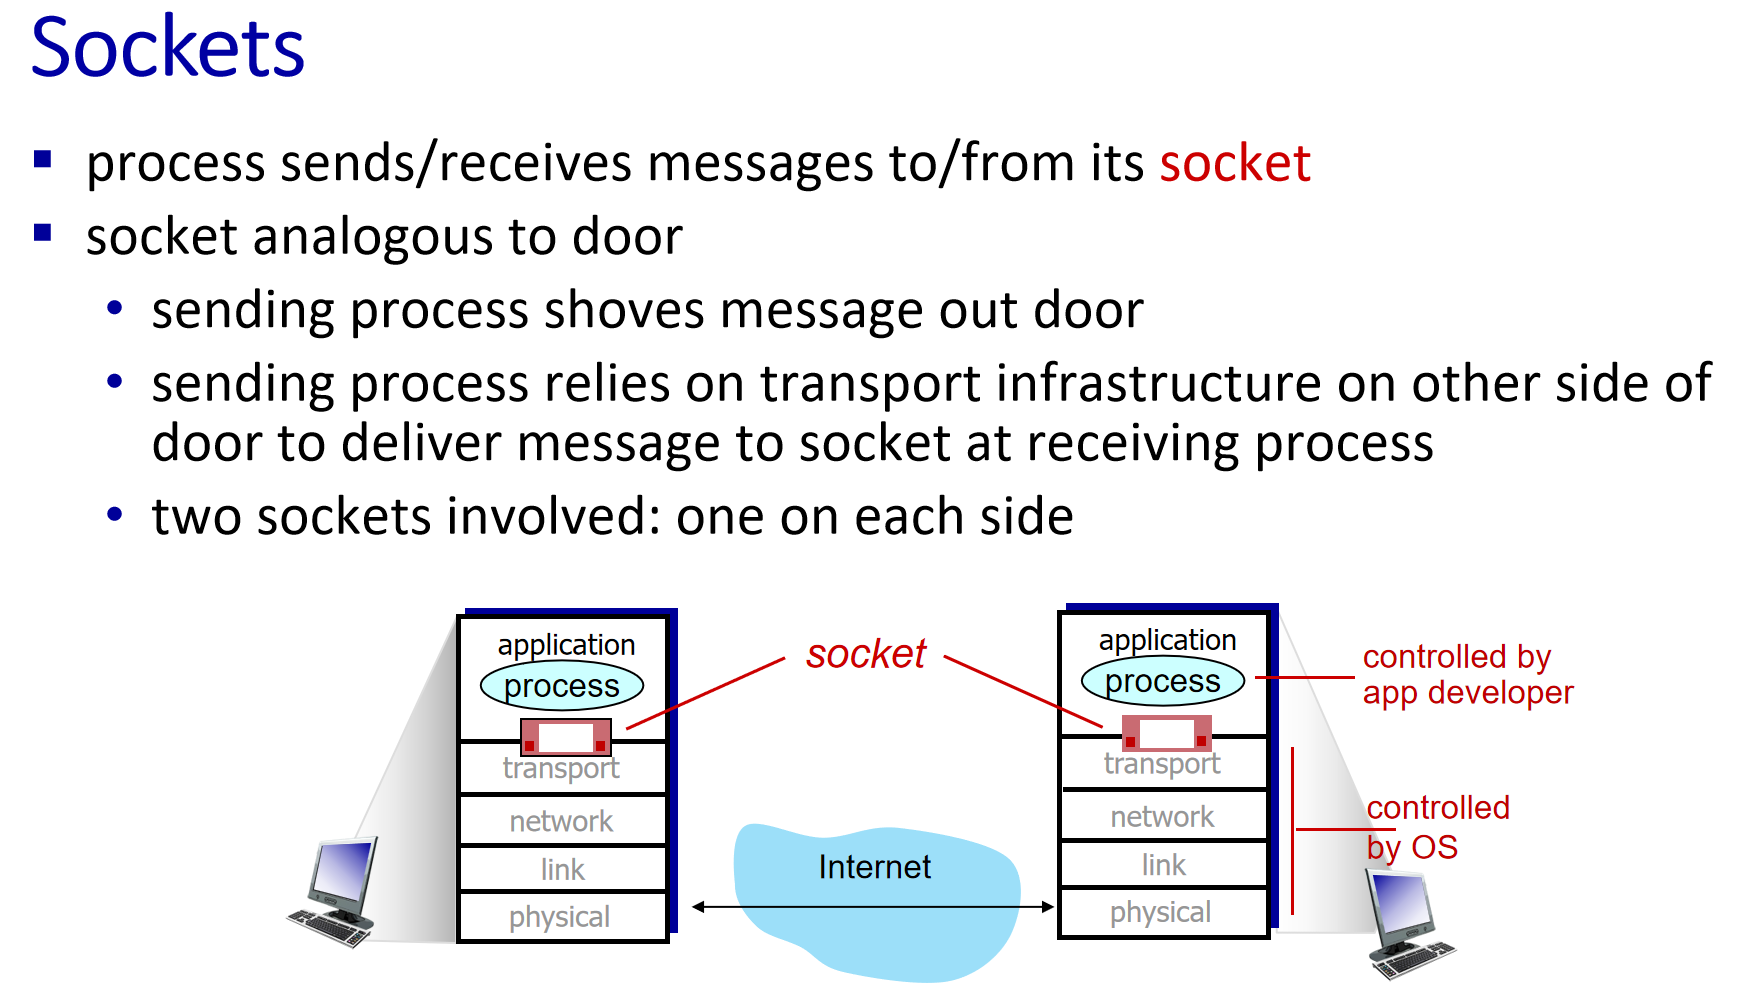 Sockets
process sends/receives messages to/from its socket
socket analogous to door
sending process shoves message out door
sending process relies on transport infrastructure on other side of
door to deliver message to socket at receiving process
two sockets involved: one on each side
application
process
transport
network
link
physical
socket
Internet
application
process
transport
network
link
physical
controlled by
app developer
controlled
by OS